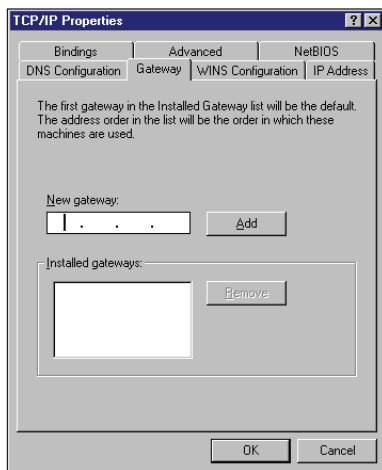 TCP/IP Properties
Bindings Advanced NetBIOS
DNS Configuration Gateway WINS Configuration IP Address
The first gateway in the Installed Gateway list will be the default.
The address order in the list will be the order in which these
machines are used.
New gateway:
. . .
Add
Installed gateways:
Remove
OK Cancel